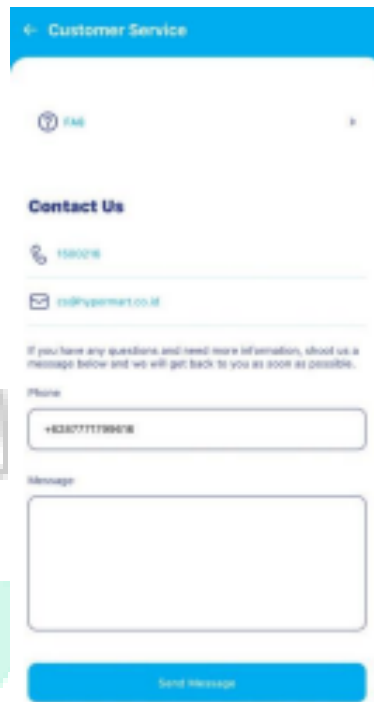 ← Customer Service
FAQ
Contact Us
1500216
cs@hypermart.co.id
If you have any questions and need more information, shoot us a
message below and we will get back to you as soon as possible.
Phone
Message
Send Message